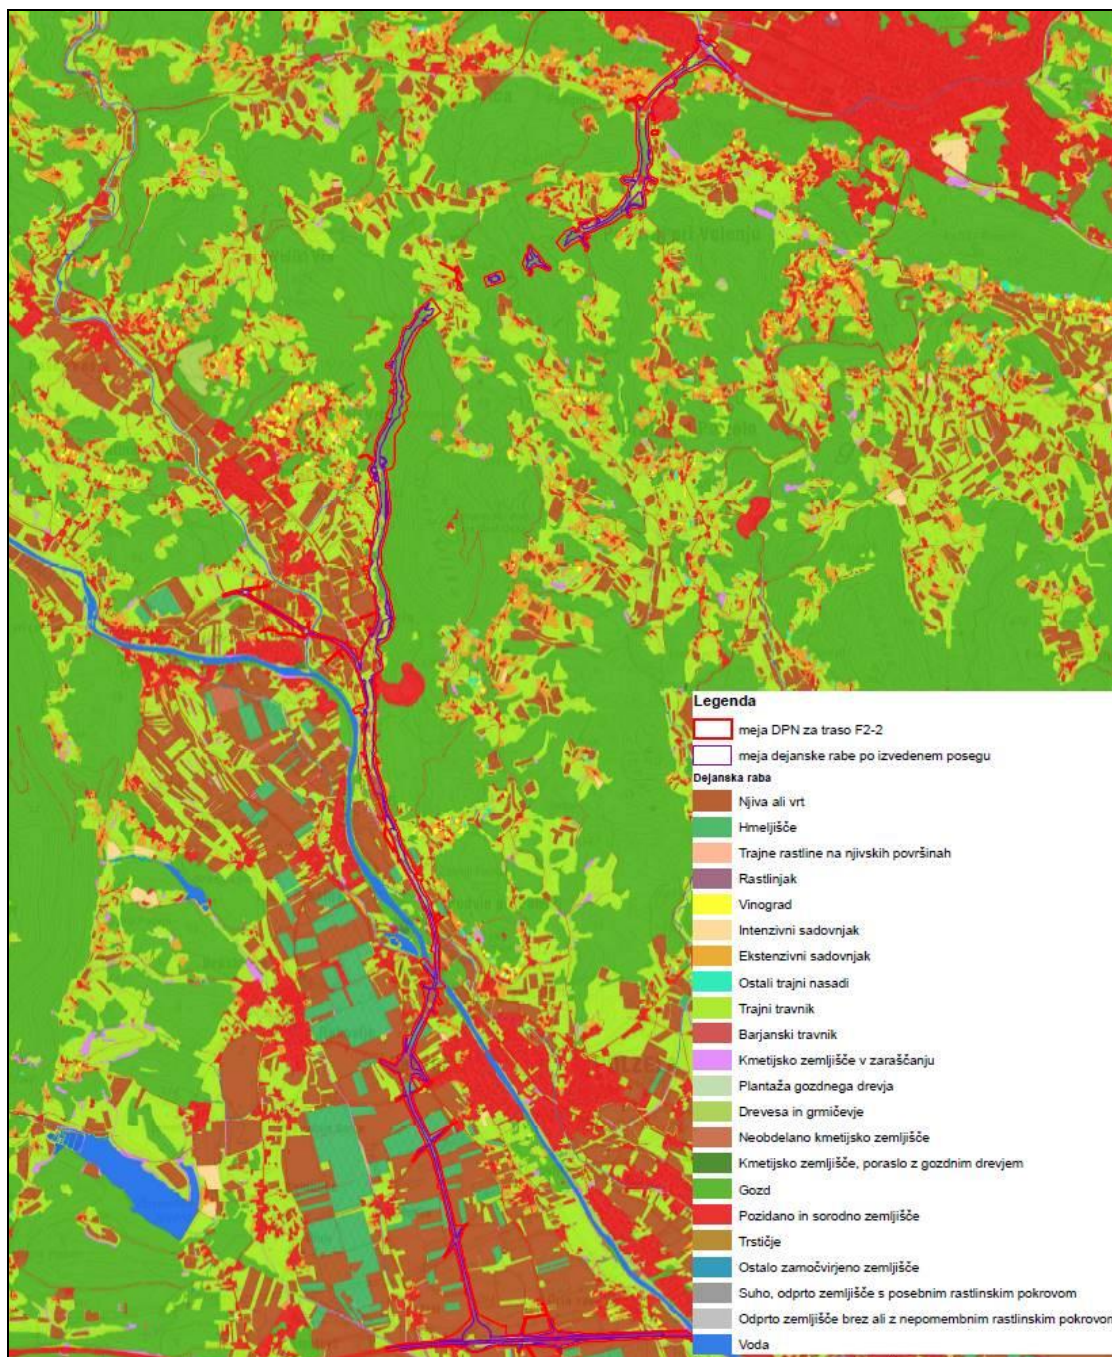 Legenda
meja DPN za traso F2-2
meja dejanske rabe po izvedenem posegu
Dejanska raba
Njiva ali vrt
Hmeljišče
Trajne rastline na njivskih površinah
Rastlinjak
Vinograd
Intenzivni sadovnjak
Ekstenzivni sadovnjak
Ostali trajni nasadi
Trajni travnik
Barjanski travnik
Kmetijsko zemljišče v zaraščanju
Plantaža gozdnega drevja
Drevesa in grmičevje
Neobdelano kmetijsko zemljišče
Kmetijsko zemljišče, poraslo z gozdnim drevjem
Gozd
Pozidano in sorodno zemljišče
Trstičje
Ostalo zamočvirjeno zemljišče
Suho, odprto zemljišče s posebnim rastlinskim pokrovom
Odprto zemljišče brez ali z nepomembnim rastlinskim pokrovom
Voda